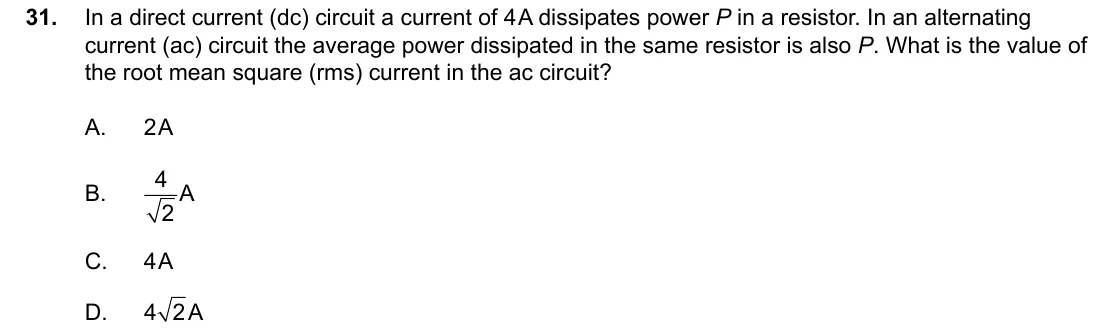 31. In a direct current (dc) circuit a current of 4A dissipates power P in a resistor. In an alternating
current (ac) circuit the average power dissipated in the same resistor is also P. What is the value of
the root mean square (rms) current in the ac circuit?
A. 2A
B. 4/√2 A
C. 4A
D. 4√2A